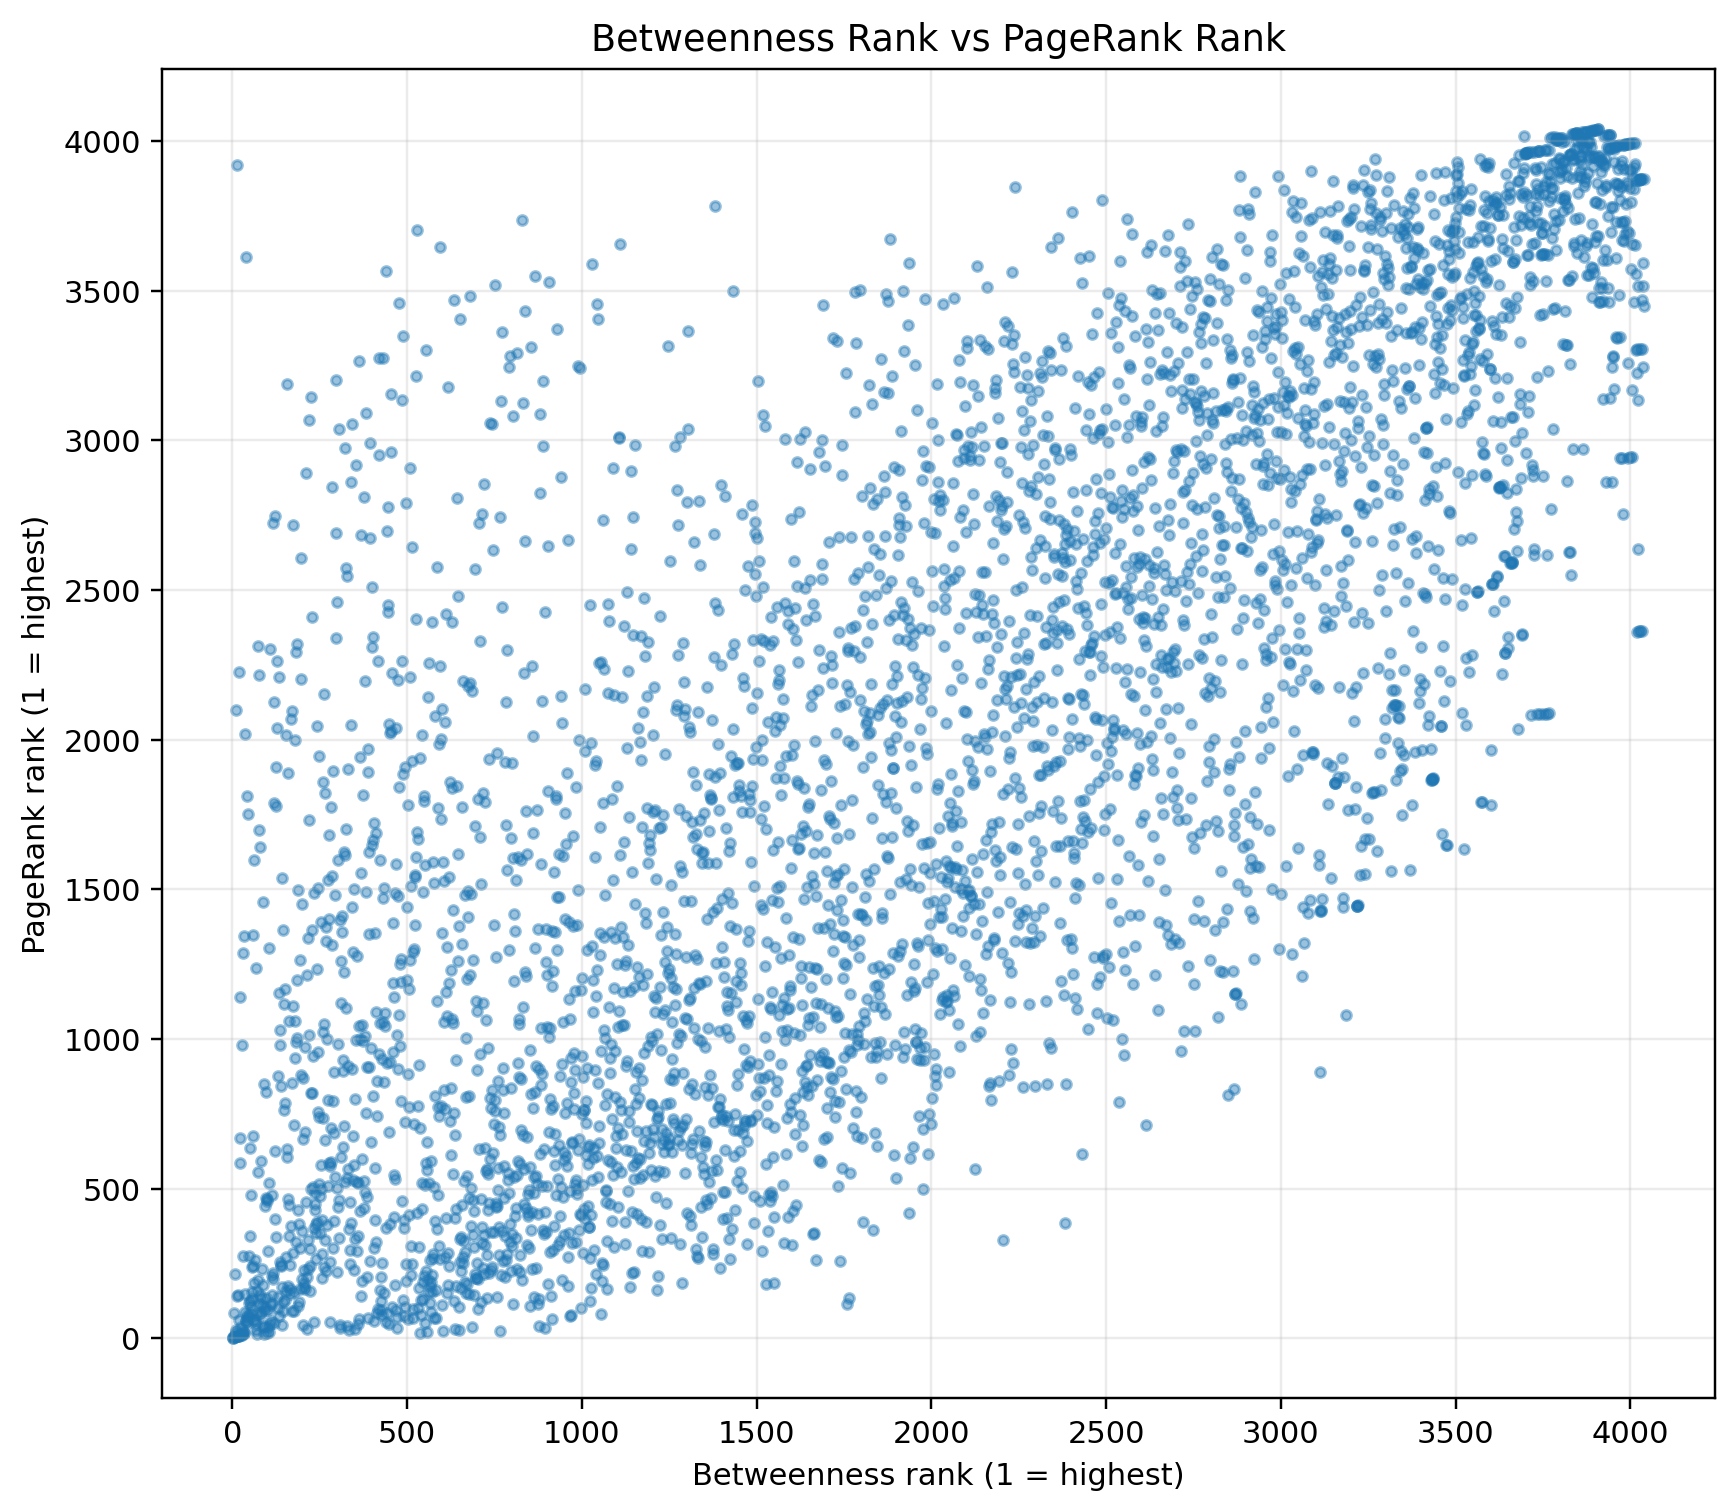 Betweenness Rank vs PageRank Rank
4000
3500
3000
2500
2000
1500
1000
500
0
PageRank rank (1 = highest)
0 500 1000 1500 2000 2500 3000 3500 4000
Betweenness rank (1 = highest)